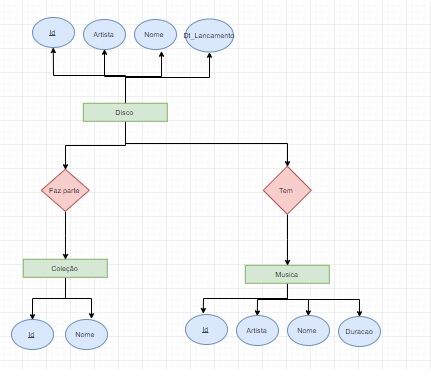 Id
Artista
Nome
Dt_Lancamento
Disco
Faz parte
Tem
Coleção
Musica
Id
Nome
Id
Artista
Nome
Duracao